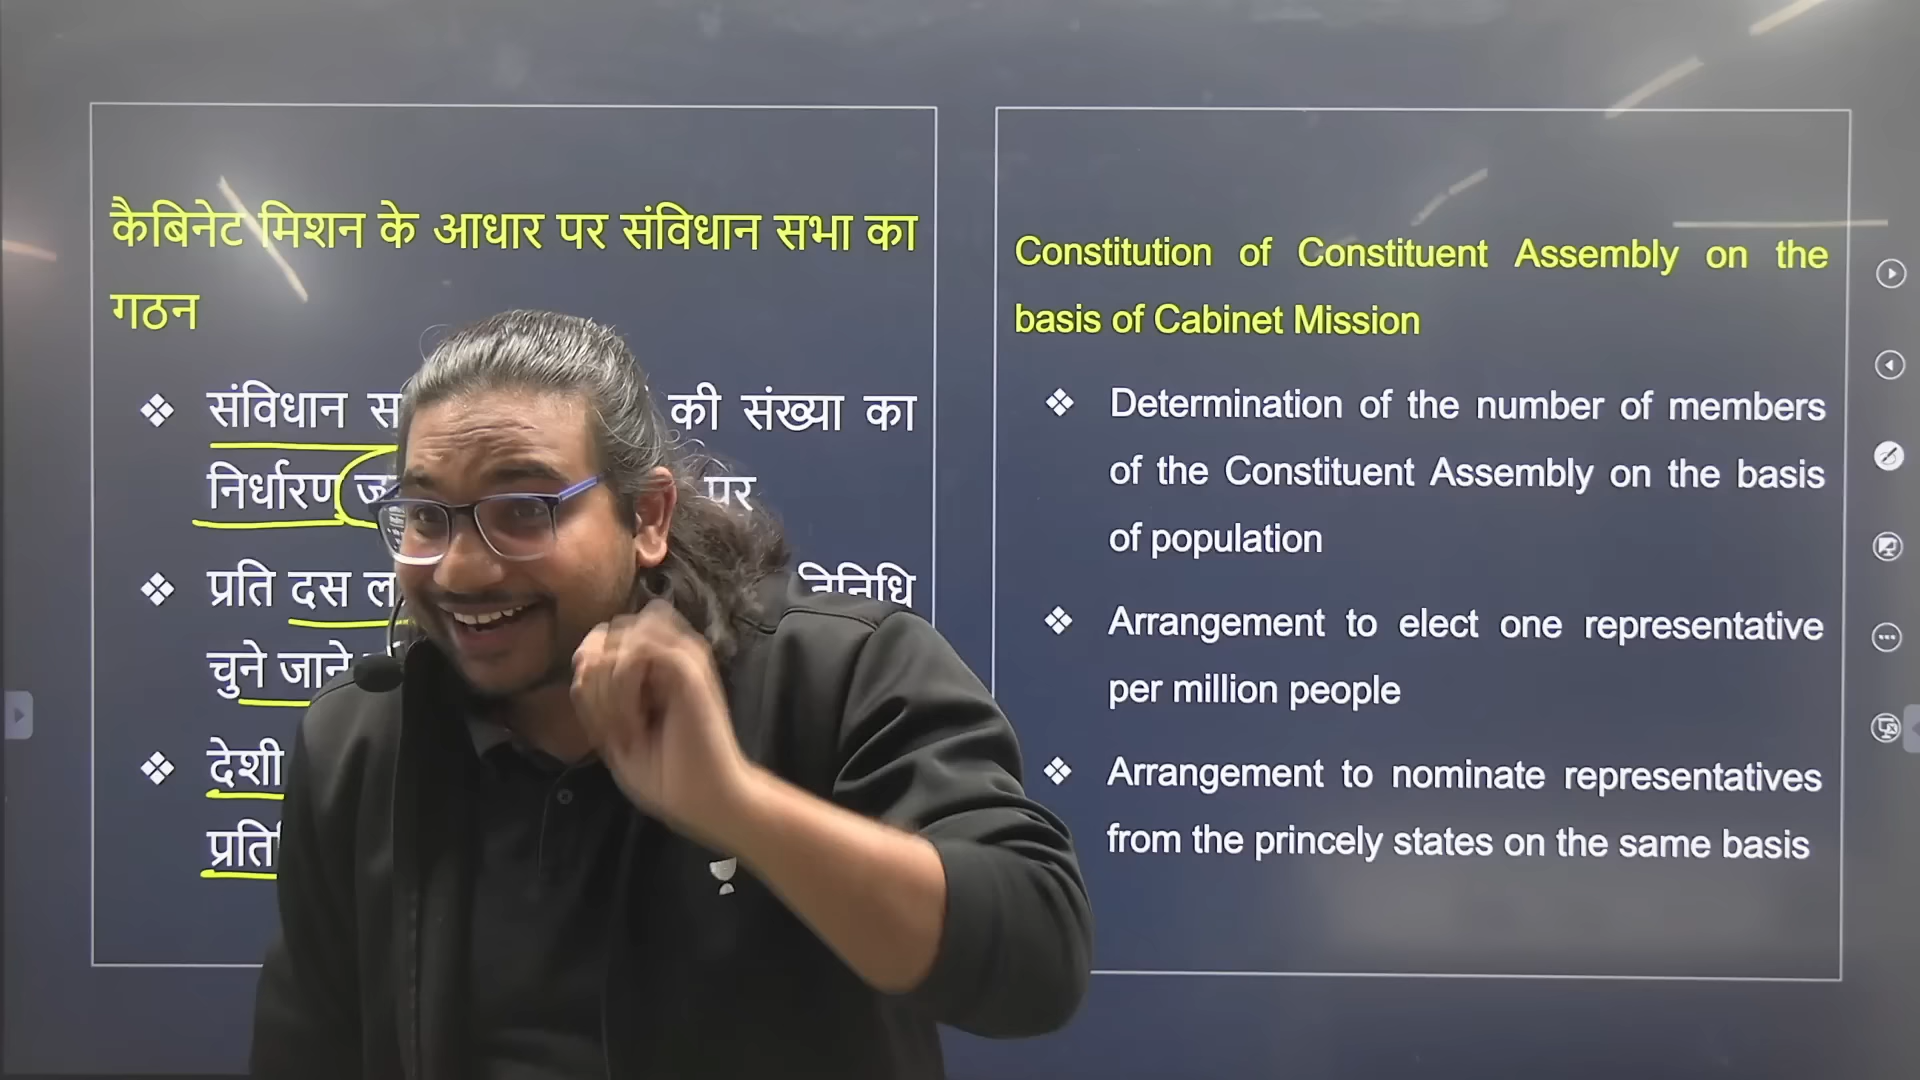 कैबिनेट मिशन के आधार पर संविधान सभा का
गठन
❖ संविधान की संख्या का
निर्धारण पर
❖ प्रति दस
चुने जाने
❖ देशी
Constitution of Constituent Assembly on the
basis of Cabinet Mission
❖ Determination of the number of members
of the Constituent Assembly on the basis
of population
❖ Arrangement to elect one representative
per million people
❖ Arrangement to nominate representatives
from the princely states on the same basis